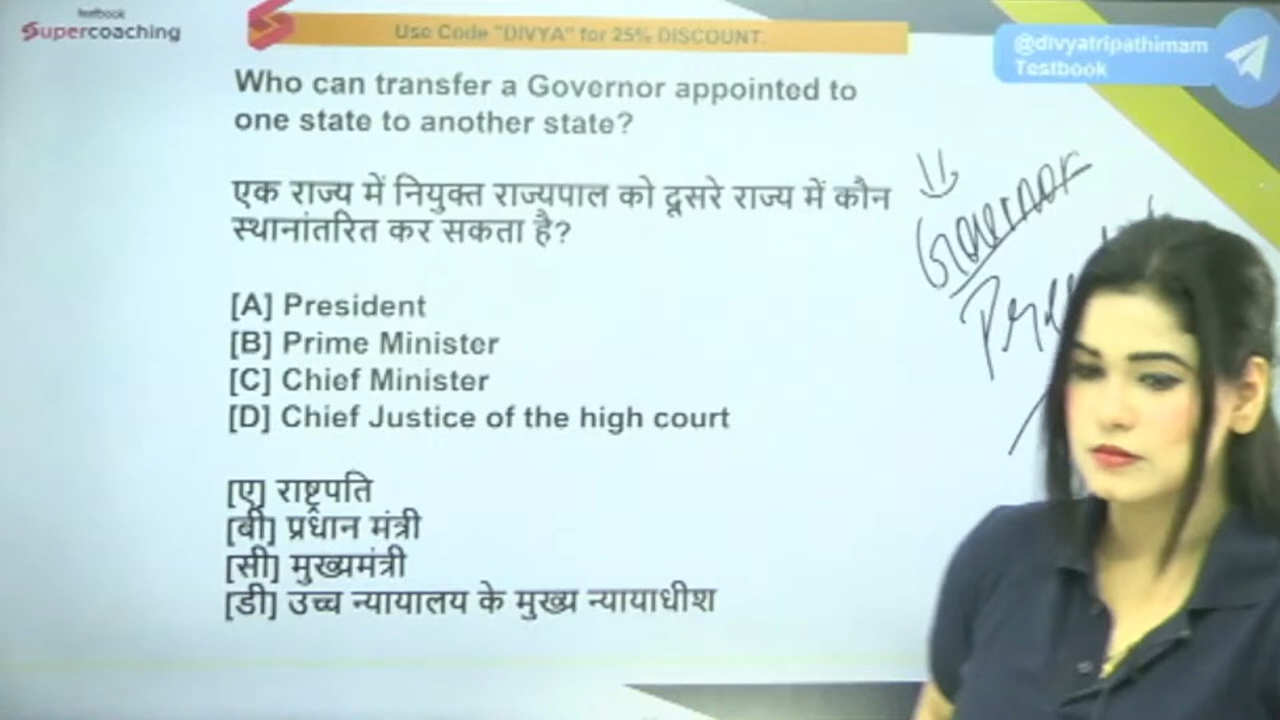 testbook
Supercoaching
Use Code "DIVYA" for 25% DISCOUNT.
@divyatripathimam
Testbook
Who can transfer a Governor appointed to
one state to another state?
एक राज्य में नियुक्त राज्यपाल को दूसरे राज्य में कौन
स्थानांतरित कर सकता है?
Governor
[A] President
[B] Prime Minister
[C] Chief Minister
[D] Chief Justice of the high court
[ए] राष्ट्रपति
[बी] प्रधान मंत्री
[सी] मुख्यमंत्री
[डी] उच्च न्यायालय के मुख्य न्यायाधीश